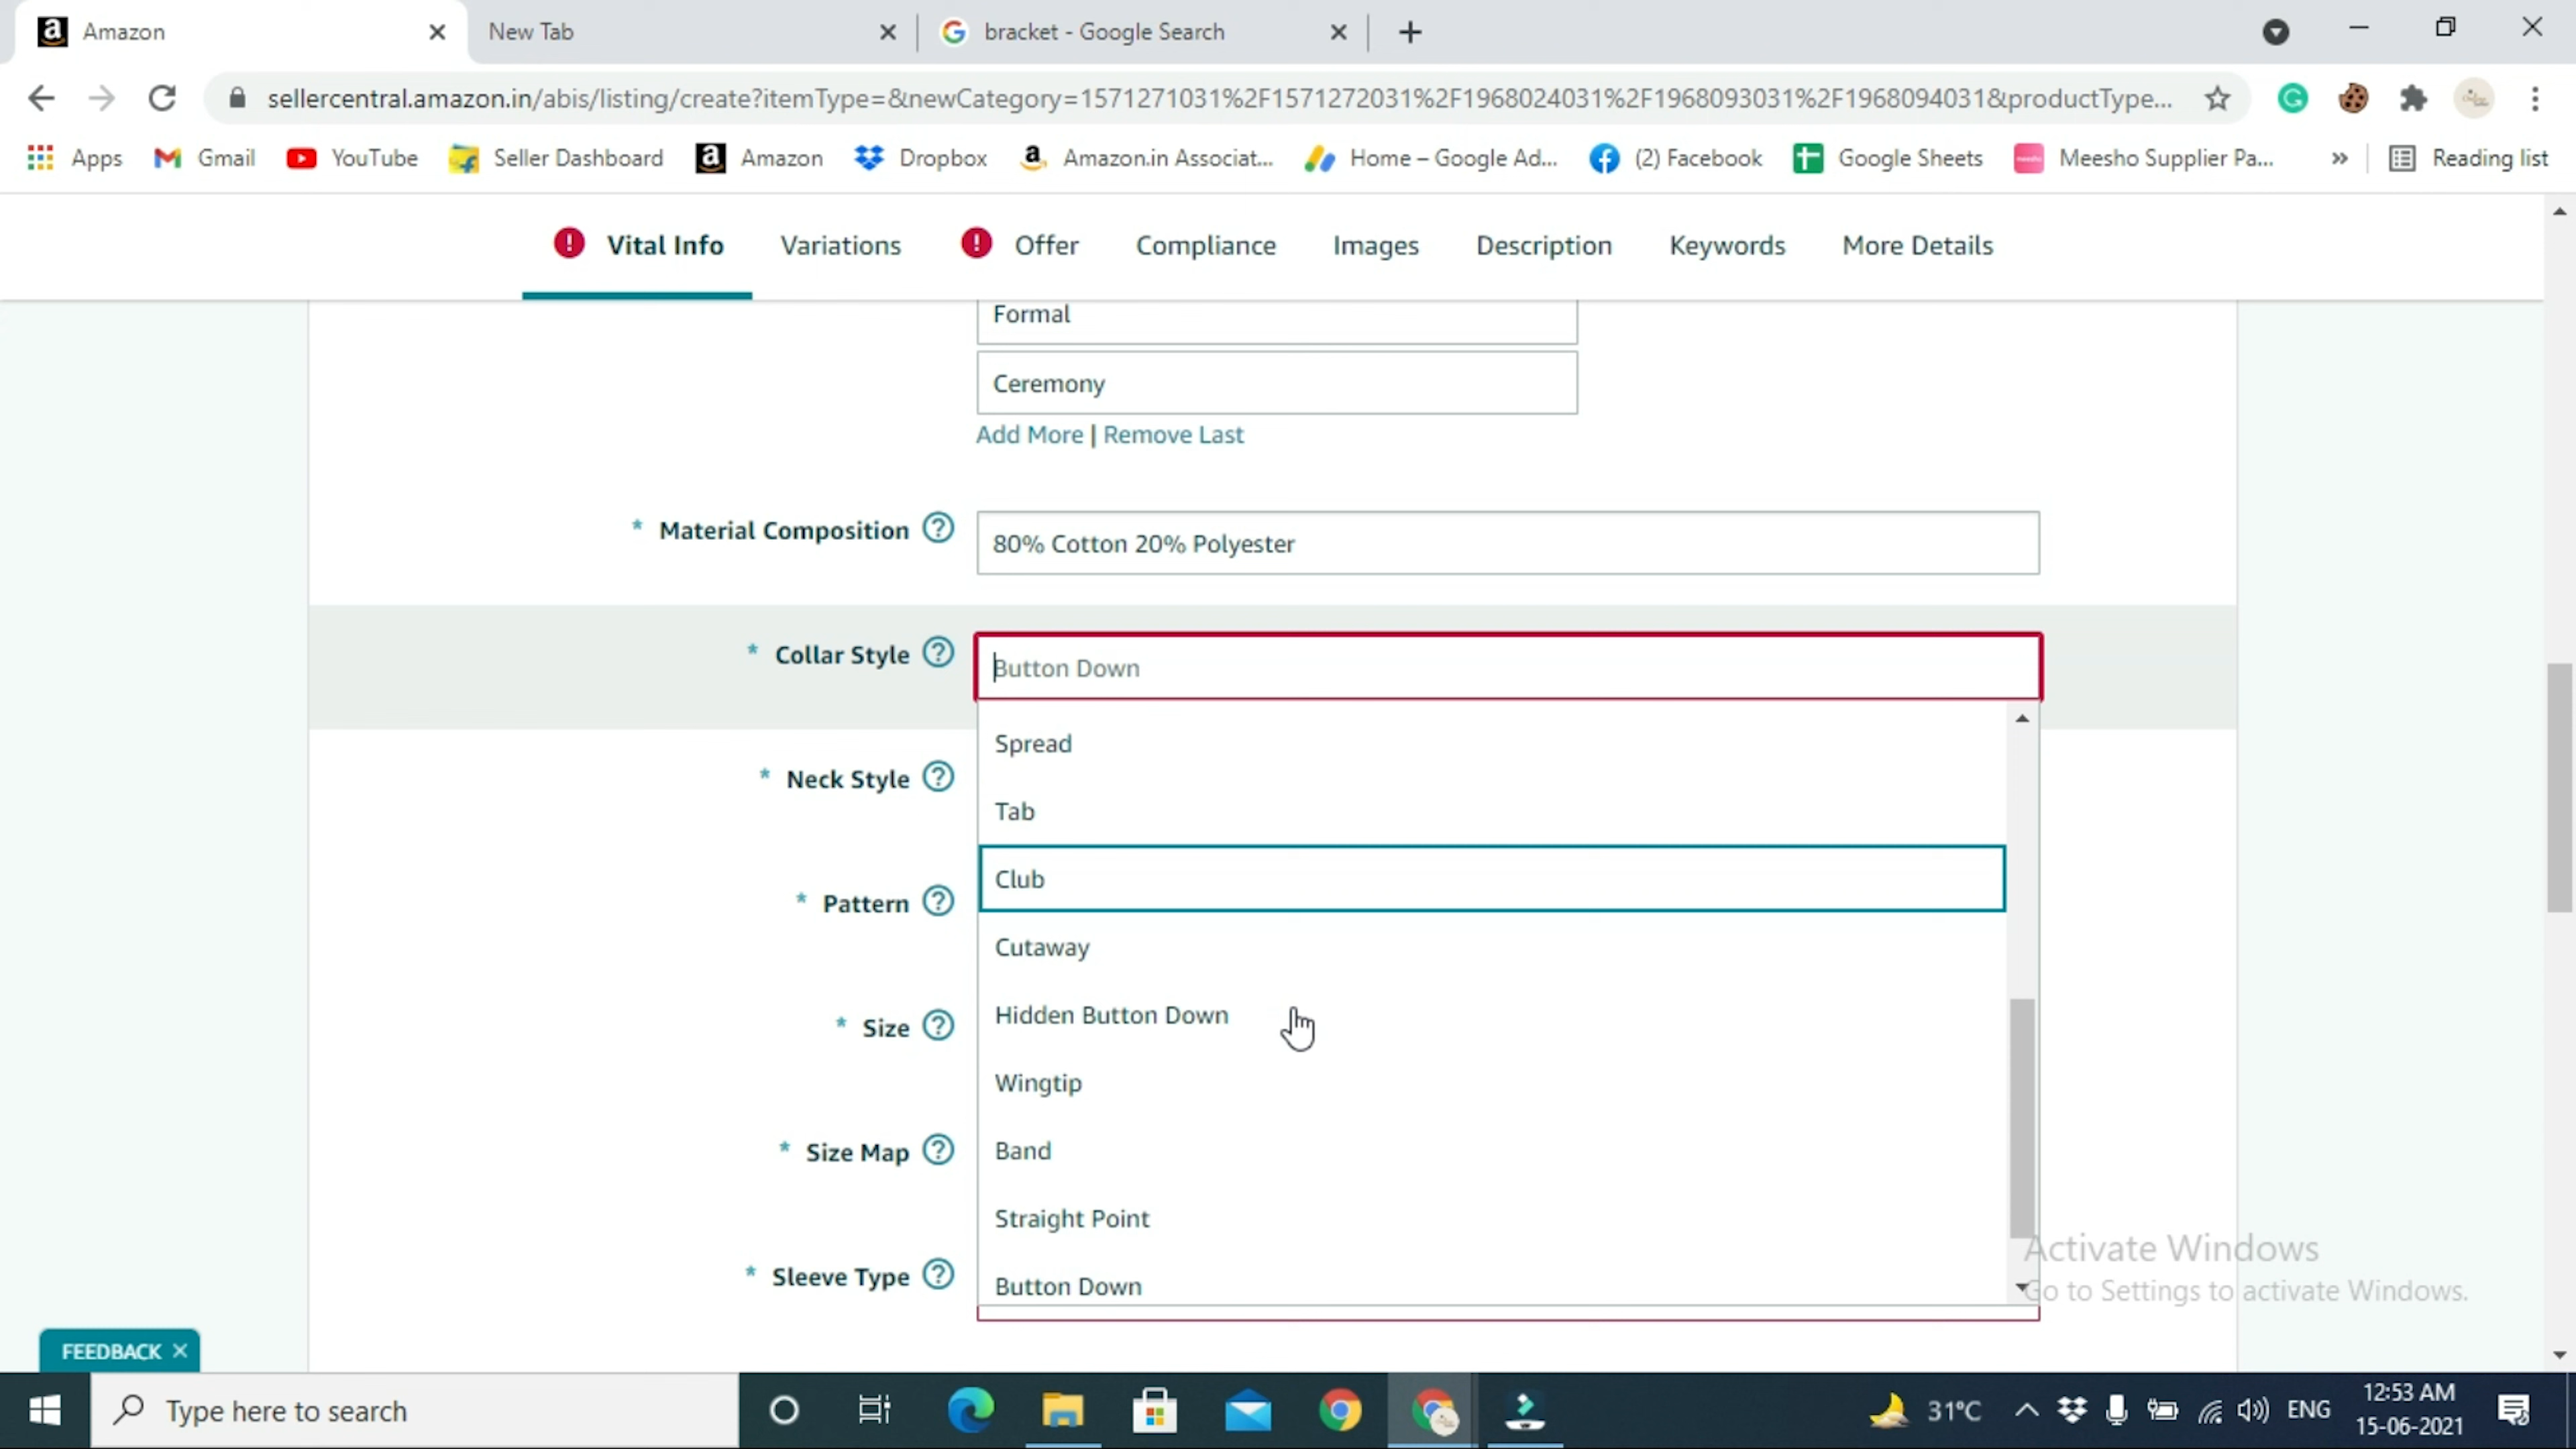 Amazon
New Tab
bracket - Google Search
sellercentral.amazon.in/abis/listing/create?itemType=&newCategory=1571271031%2F1571272031%2F1968024031%2F1968093031%2F1968094031&productType...
Apps
Gmail
YouTube
Seller Dashboard
Amazon
Dropbox
Amazon.in Associat...
Home – Google Ad...
(2) Facebook
Google Sheets
Meesho Supplier Pa...
»
Reading list
Vital Info
Variations
Offer
Compliance
Images
Description
Keywords
More Details
Formal
Ceremony
Add More | Remove Last
* Material Composition
80% Cotton 20% Polyester
* Collar Style
Button Down
Spread
Tab
Club
Cutaway
Hidden Button Down
Wingtip
Band
Straight Point
Button Down
* Neck Style
* Pattern
* Size
* Size Map
* Sleeve Type
Activate Windows
Go to Settings to activate Windows.
FEEDBACK
Type here to search
31°C
ENG
12:53 AM
15-06-2021